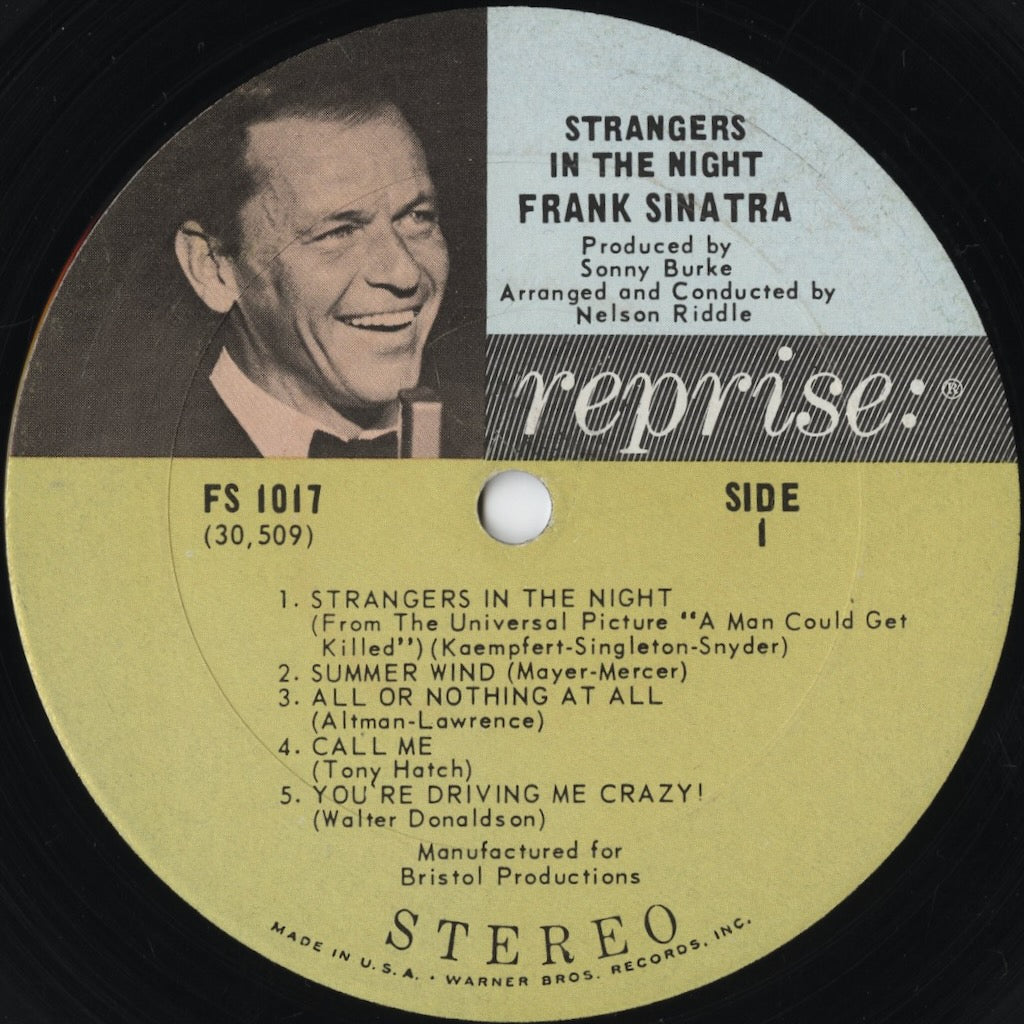 STRANGERS
IN THE NIGHT
FRANK SINATRA
Produced by
Sonny Burke
Arranged and Conducted by
Nelson Riddle
reprise:®
FS 1017
(30,509)
SIDE
1
1. STRANGERS IN THE NIGHT
(From The Universal Picture "A Man Could Get
Killed") (Kaempfert-Singleton-Snyder)
2. SUMMER WIND (Mayer-Mercer)
3. ALL OR NOTHING AT ALL
(Altman-Lawrence)
4. CALL ME
(Tony Hatch)
5. YOU'RE DRIVING ME CRAZY!
(Walter Donaldson)
Manufactured for
Bristol Productions
STEREO
MADE IN U.S.A. • WARNER BROS. RECORDS, INC.